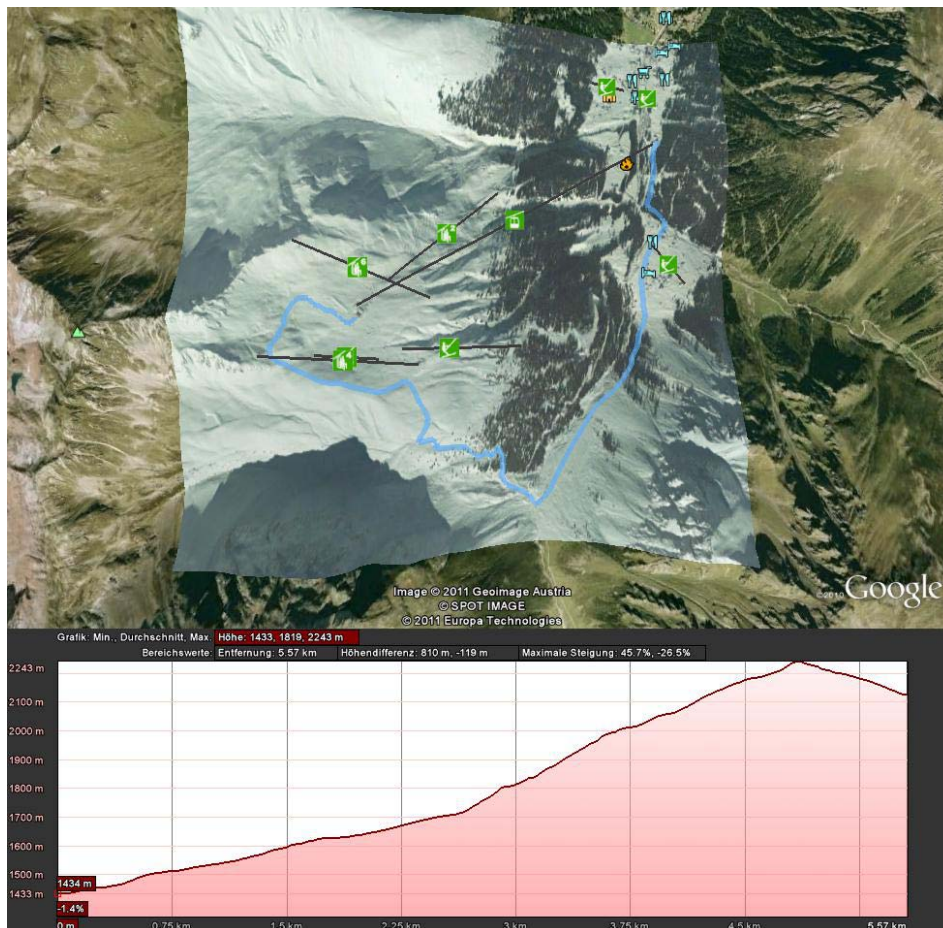 Image © 2011 Geoimage Austria
© SPOT IMAGE
© 2011 Europa Technologies
©2010 Google
Grafik: Min., Durchschnitt, Max. Höhe: 1433, 1819, 2243 m
Bereichswerte: Entfernung: 5.57 km Höhendifferenz: 810 m, -119 m Maximale Steigung: 45.7%, -26.5%
2243 m
2100 m
2000 m
1900 m
1800 m
1700 m
1600 m
1500 m
1434 m
1433 m
-1.4%
0 m 0.75 km 1.5 km 2.25 km 3 km 3.75 km 4.5 km 5.57 km